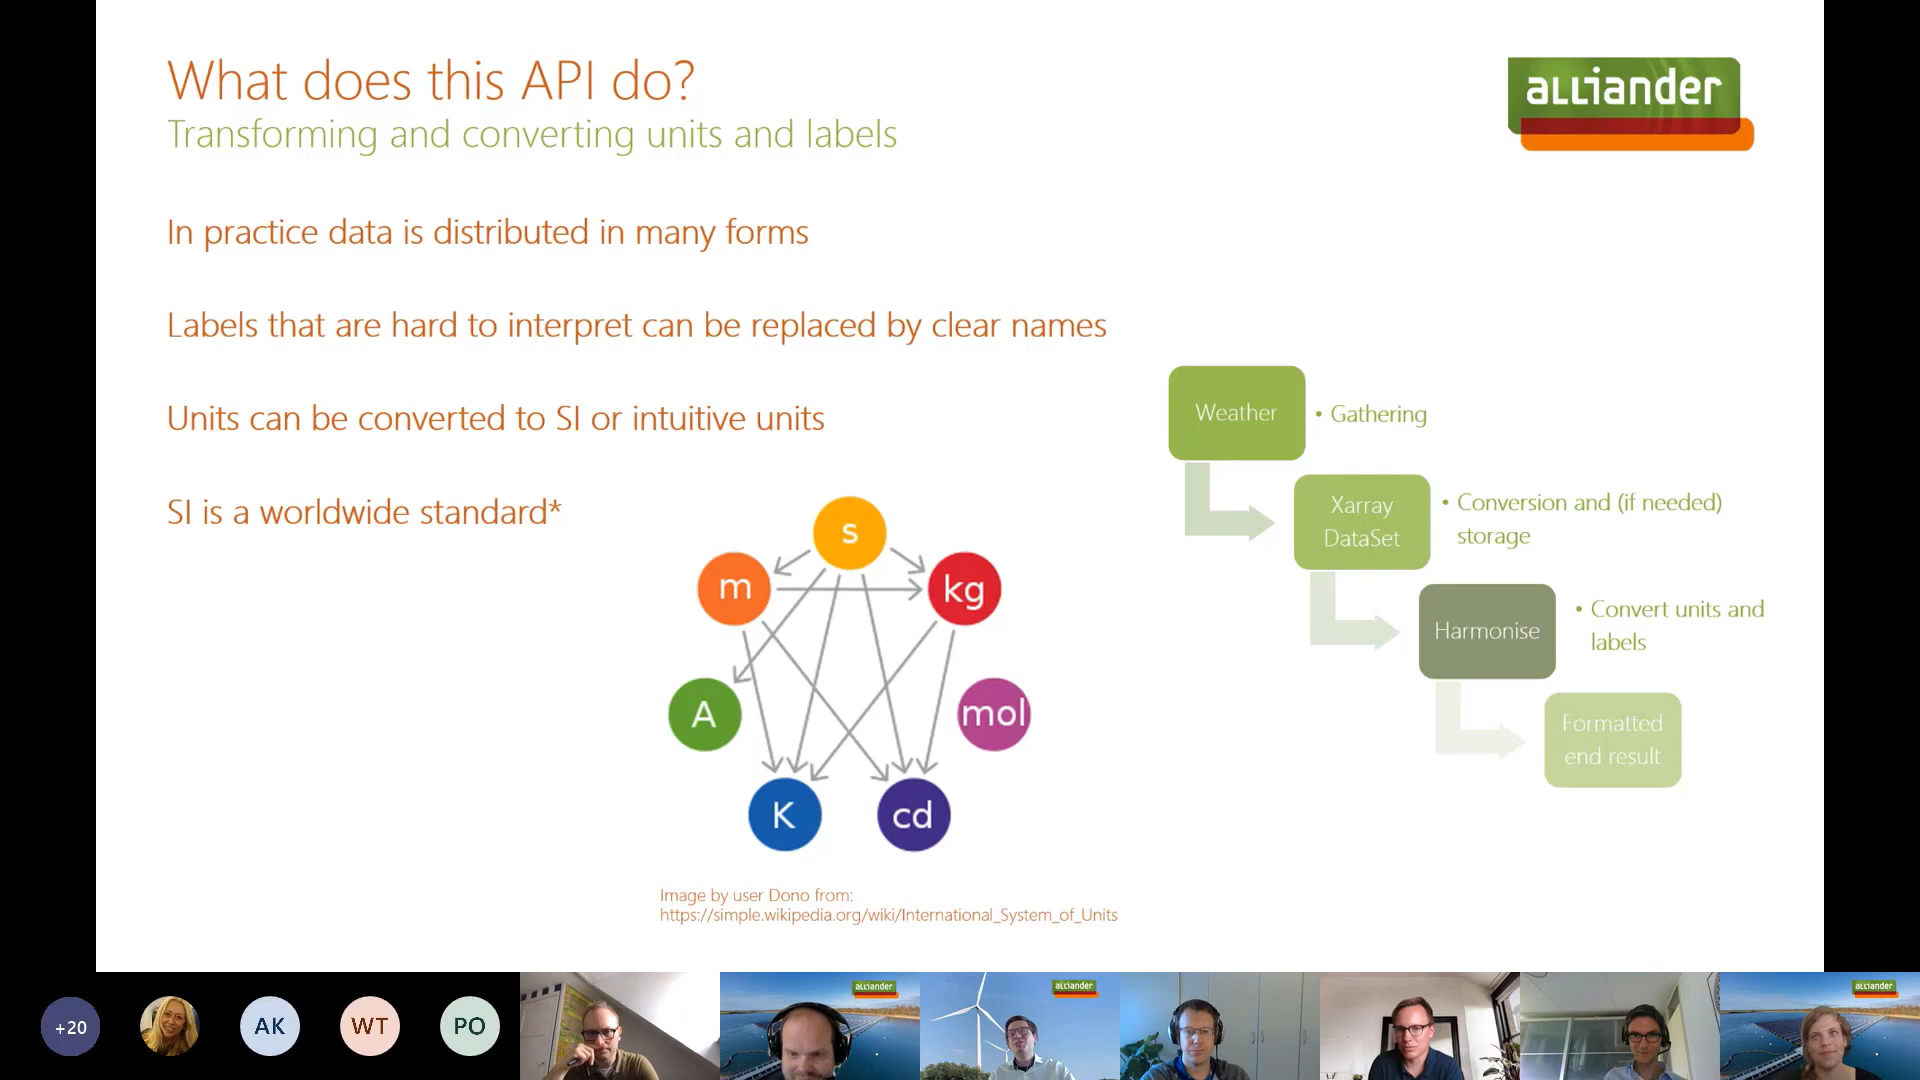 What does this API do?
Transforming and converting units and labels
alliander
In practice data is distributed in many forms
Labels that are hard to interpret can be replaced by clear names
Units can be converted to SI or intuitive units
SI is a worldwide standard*
s
m
kg
A
mol
K
cd
Image by user Dono from:
https://simple.wikipedia.org/wiki/International_System_of_Units
Weather
• Gathering
Xarray
DataSet
• Conversion and (if needed)
storage
Harmonise
• Convert units and
labels
Formatted
end result
+20
AK
WT
PO
alliander
alliander
alliander